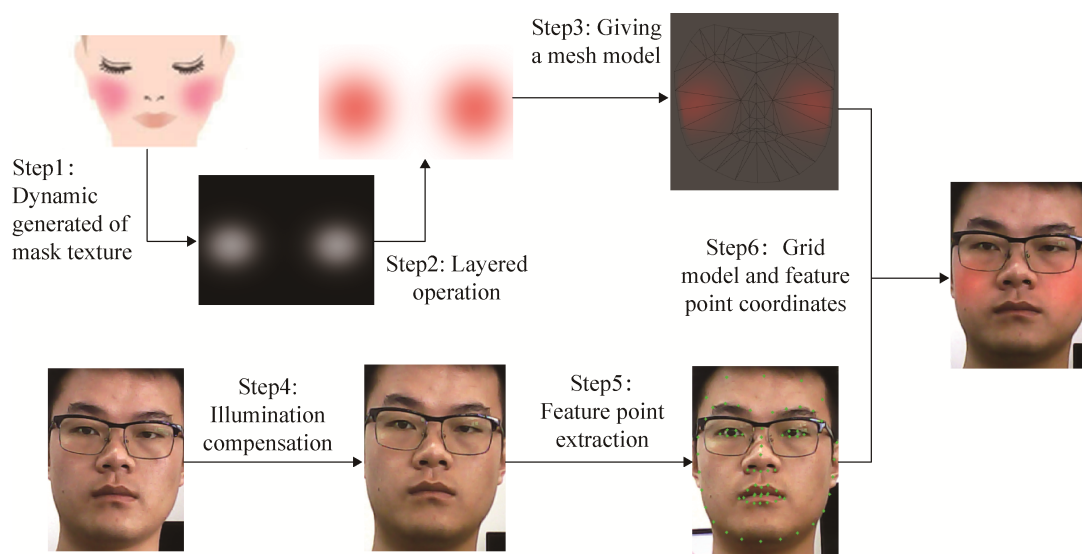 Step1:
Dynamic
generated of
mask texture
Step2: Layered
operation
Step3: Giving
a mesh model
Step4:
Illumination
compensation
Step5:
Feature point
extraction
Step6: Grid
model and feature
point coordinates